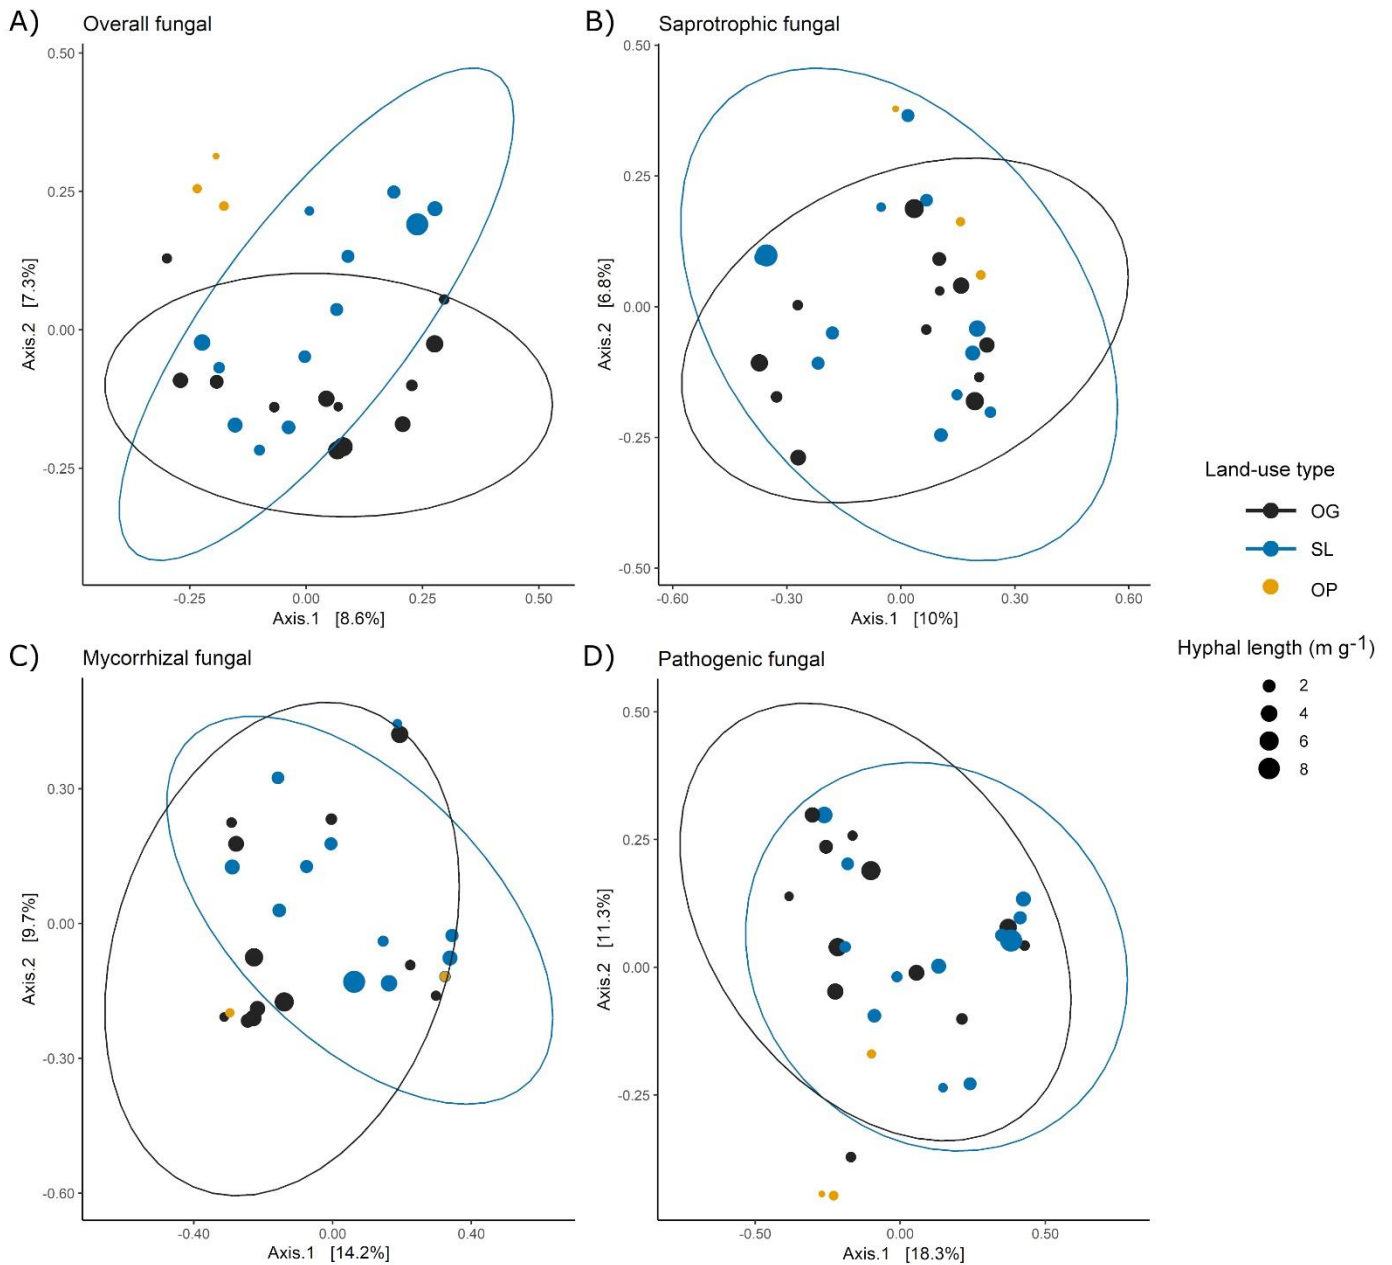 A) Overall fungal
0.50
0.25
0.00
-0.25
Axis.2 [7.3%]
-0.25 0.00 0.25 0.50
Axis.1 [8.6%]
B) Saprotrophic fungal
0.50
0.25
0.00
-0.25
-0.50
Axis.2 [6.8%]
-0.60 -0.30 0.00 0.30 0.60
Axis.1 [10%]
Land-use type
OG
SL
OP
Hyphal length (m g-1)
2
4
6
8
C) Mycorrhizal fungal
0.30
0.00
-0.30
-0.60
Axis.2 [9.7%]
-0.40 0.00 0.40
Axis.1 [14.2%]
D) Pathogenic fungal
0.50
0.25
0.00
-0.25
Axis.2 [11.3%]
-0.50 0.00 0.50
Axis.1 [18.3%]